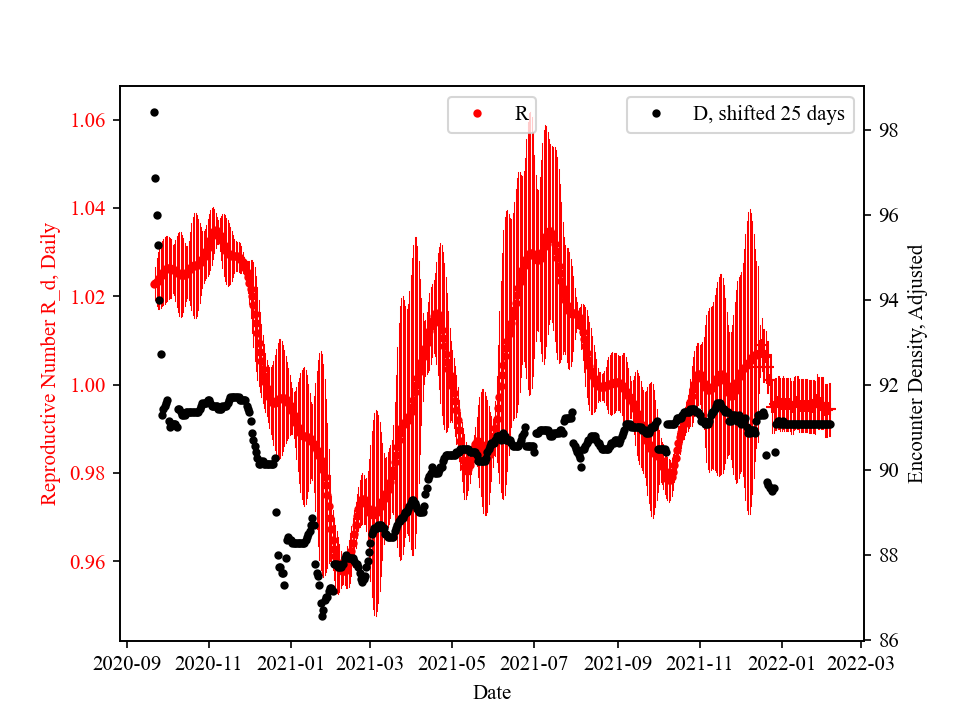 R
D, shifted 25 days
1.06
1.04
1.02
1.00
0.98
0.96
Reproductive Number R_d, Daily
98
96
94
92
90
88
86
Encounter Density, Adjusted
2020-09 2020-11 2021-01 2021-03 2021-05 2021-07 2021-09 2021-11 2022-01 2022-03
Date